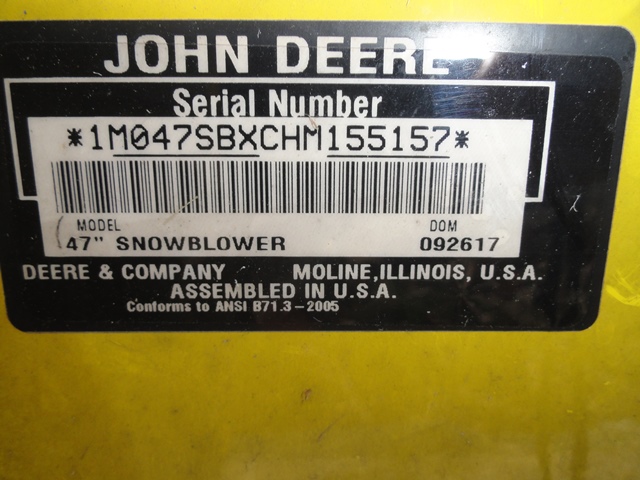 JOHN DEERE
Serial Number
*1M047SBXCHM155157*
MODEL DOM
47" SNOWBLOWER 092617
DEERE & COMPANY MOLINE, ILLINOIS, U.S.A.
ASSEMBLED IN U.S.A.
Conforms to ANSI B71.3-2005